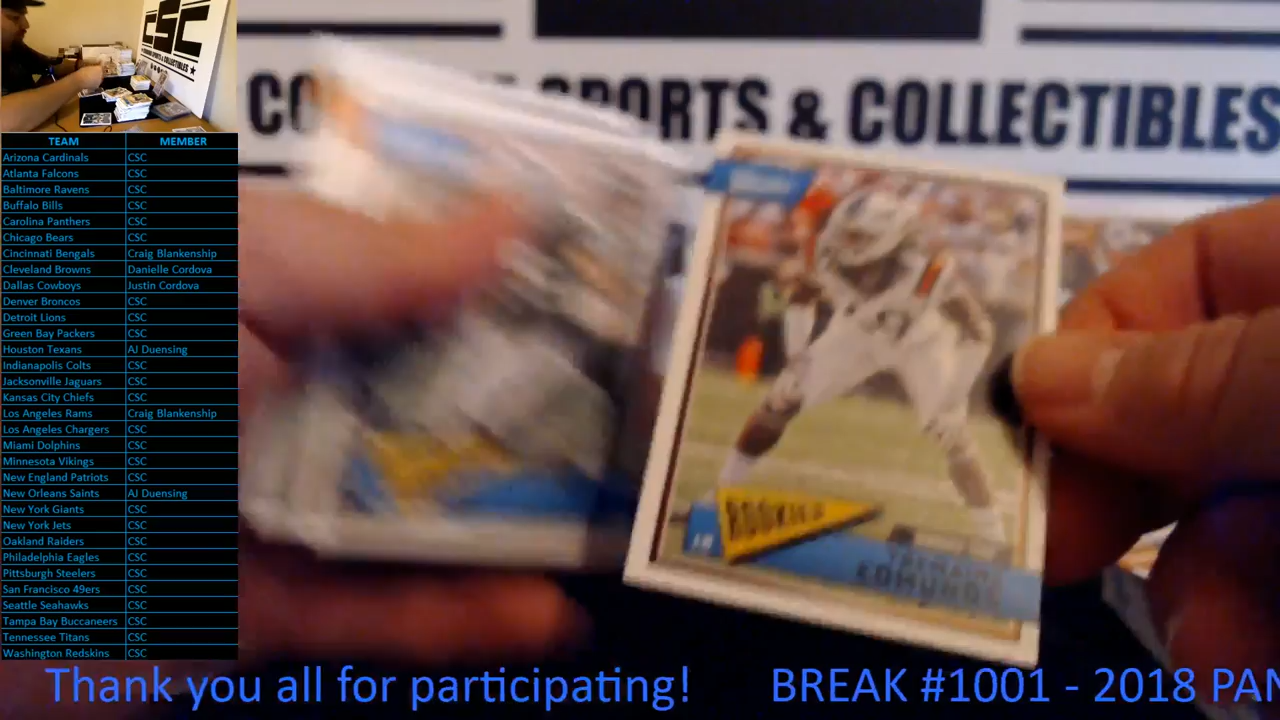 CSC
CO SPORTS & COLLECTIBLES
TEAM MEMBER
Arizona Cardinals CSC
Atlanta Falcons CSC
Baltimore Ravens CSC
Buffalo Bills CSC
Carolina Panthers CSC
Chicago Bears CSC
Cincinnati Bengals Craig Blankenship
Cleveland Browns Danielle Cordova
Dallas Cowboys Justin Cordova
Denver Broncos CSC
Detroit Lions CSC
Green Bay Packers CSC
Houston Texans AJ Duensing
Indianapolis Colts CSC
Jacksonville Jaguars CSC
Kansas City Chiefs CSC
Los Angeles Rams Craig Blankenship
Los Angeles Chargers CSC
Miami Dolphins CSC
Minnesota Vikings CSC
New England Patriots CSC
New Orleans Saints AJ Duensing
New York Giants CSC
New York Jets CSC
Oakland Raiders CSC
Philadelphia Eagles CSC
Pittsburgh Steelers CSC
San Francisco 49ers CSC
Seattle Seahawks CSC
Tampa Bay Buccaneers CSC
Tennessee Titans CSC
Washington Redskins CSC
ROOKIES
EDMUNDS
Thank you all for participating! BREAK #1001 - 2018 PAN